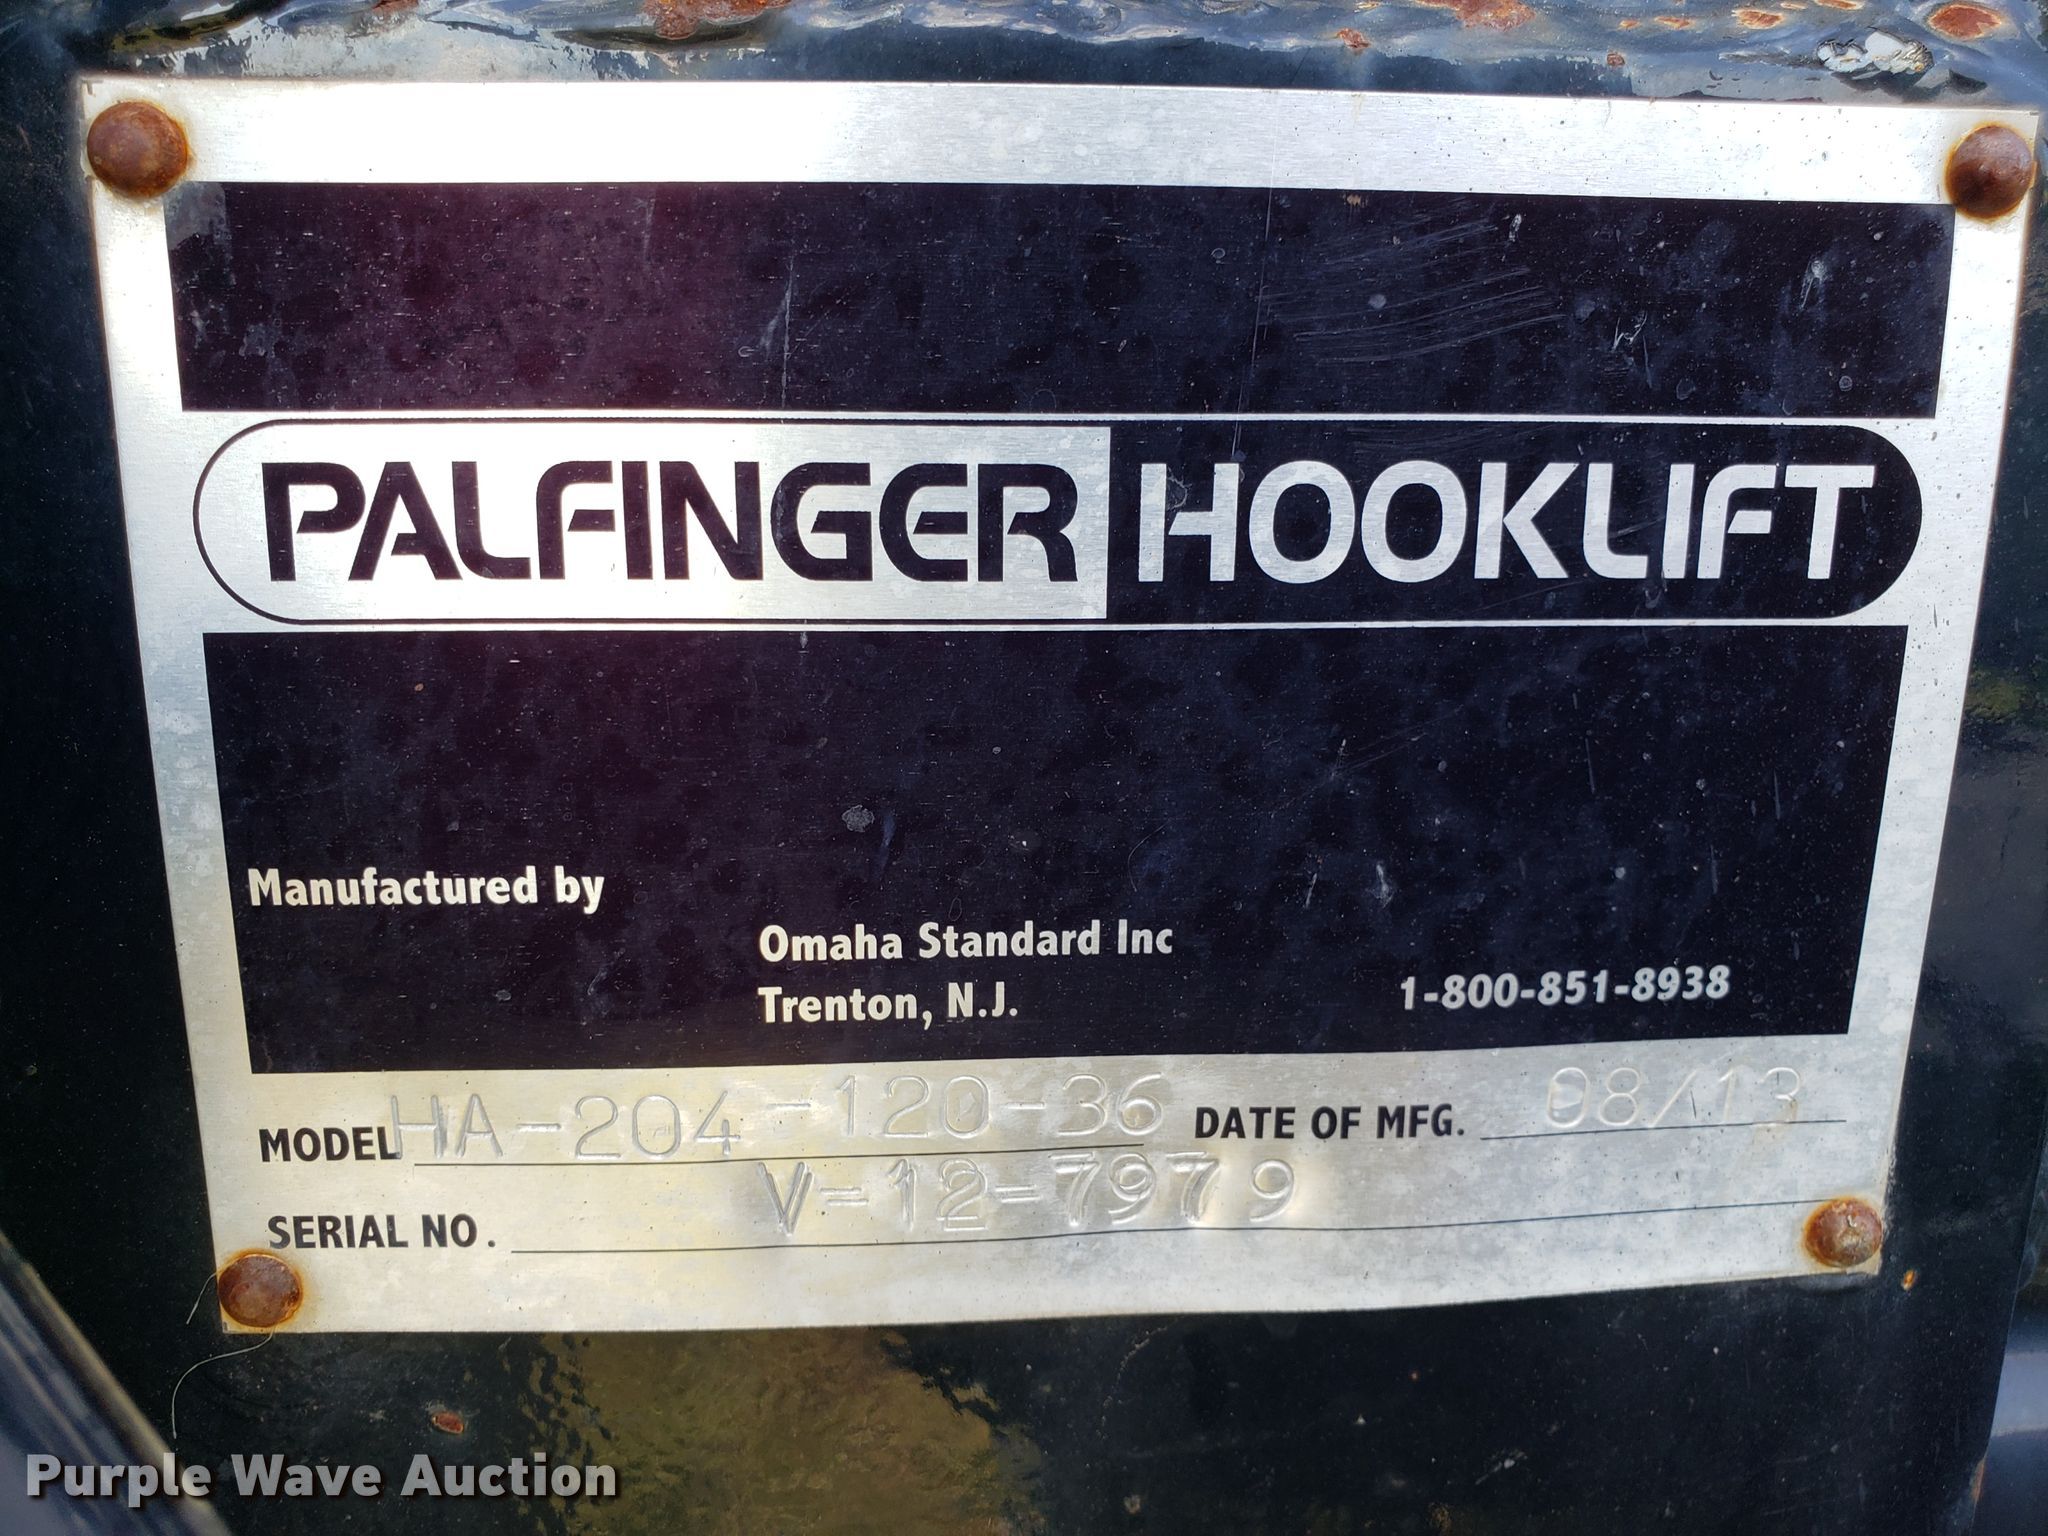 PALFINGER HOOKLIFT
Manufactured by
Omaha Standard Inc
Trenton, N.J.
1-800-851-8938
MODEL HA-204-120-36 DATE OF MFG. 08/13
SERIAL NO. V-12-7979
Purple Wave Auction